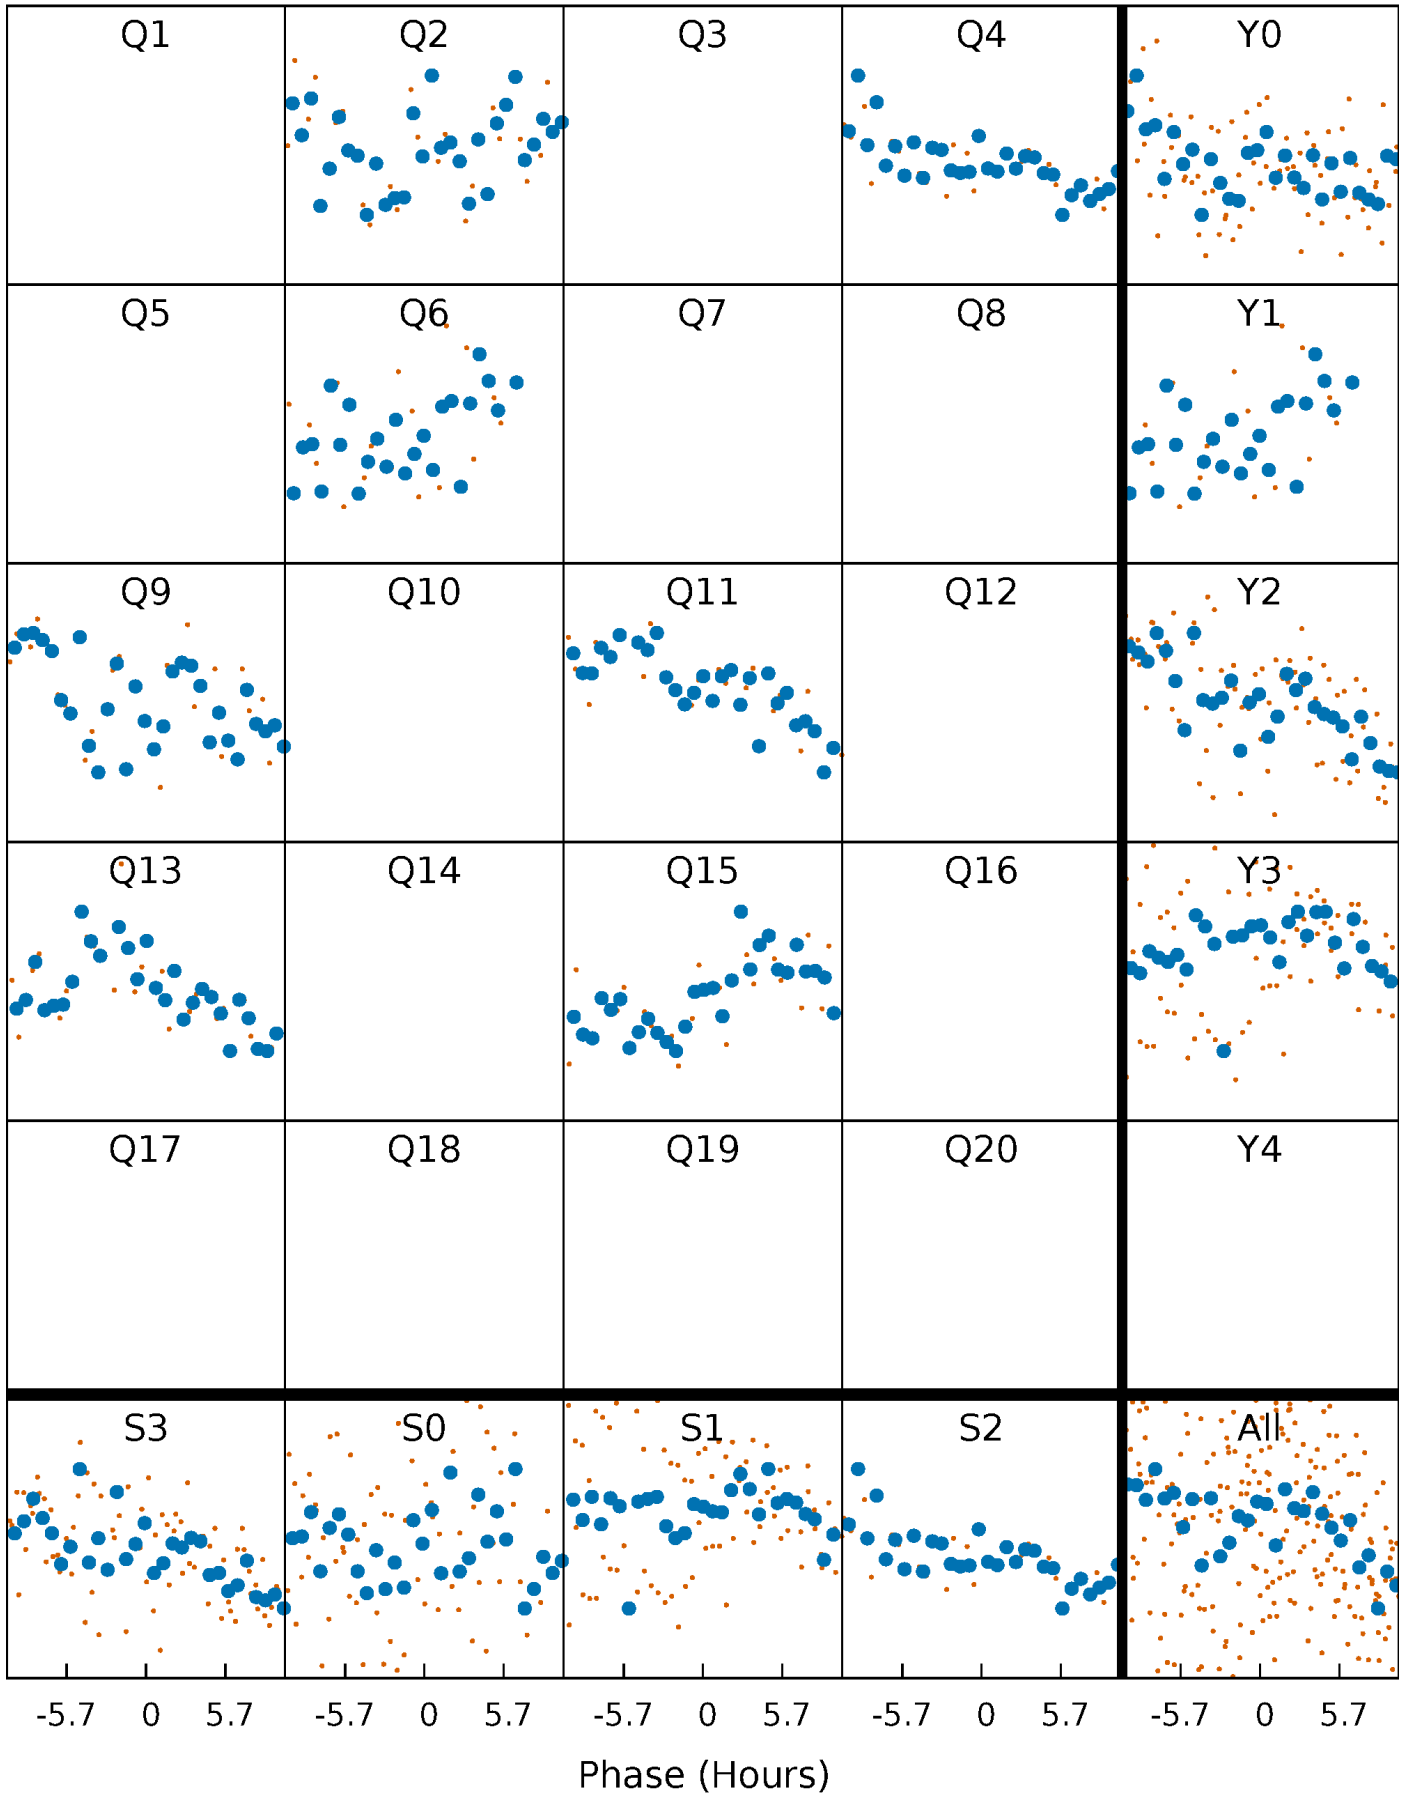 Q1 Q2 Q3 Q4 Y0
Q5 Q6 Q7 Q8 Y1
Q9 Q10 Q11 Q12 Y2
Q13 Q14 Q15 Q16 Y3
Q17 Q18 Q19 Q20 Y4
S3 S0 S1 S2 All
-5.7 0 5.7 -5.7 0 5.7 -5.7 0 5.7 -5.7 0 5.7 -5.7 0 5.7
Phase (Hours)